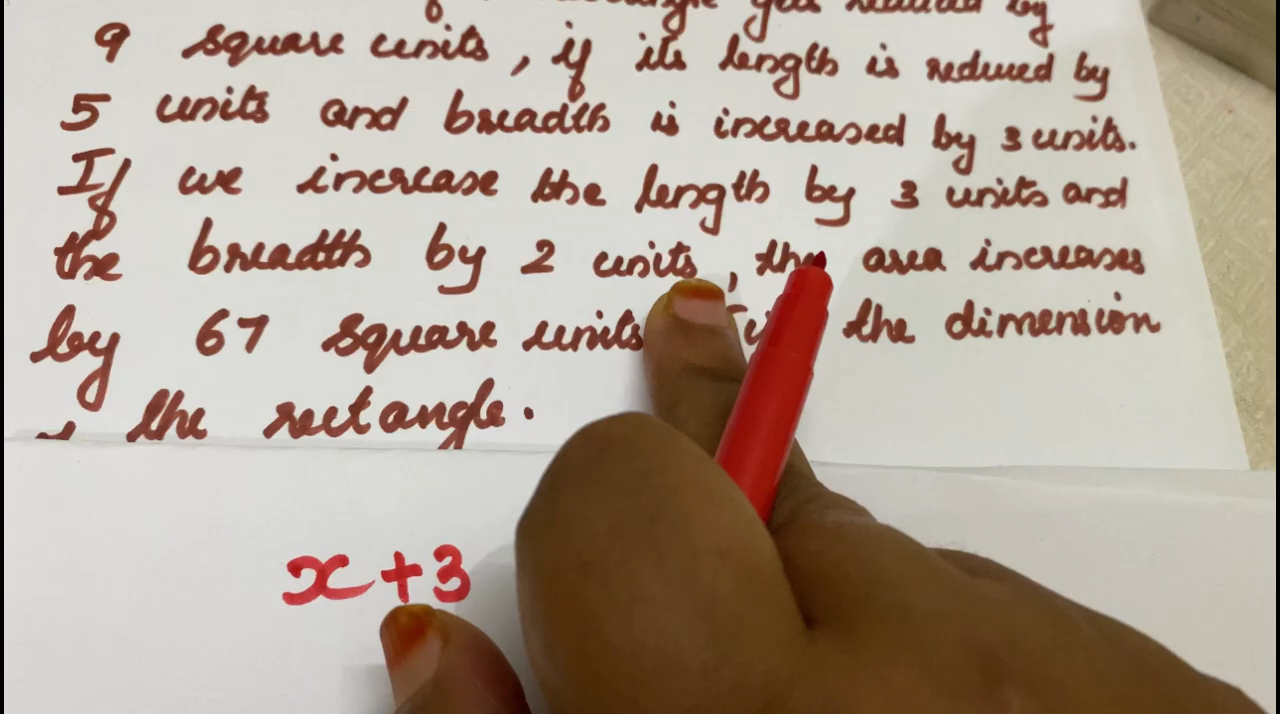 reduced by
9 square units, if its length is reduced by
5 units and breadth is increased by 3 units.
If we increase the length by 3 units and
the breadth by 2 units, the area increases
by 67 square units the dimension
the rectangle.
x+3